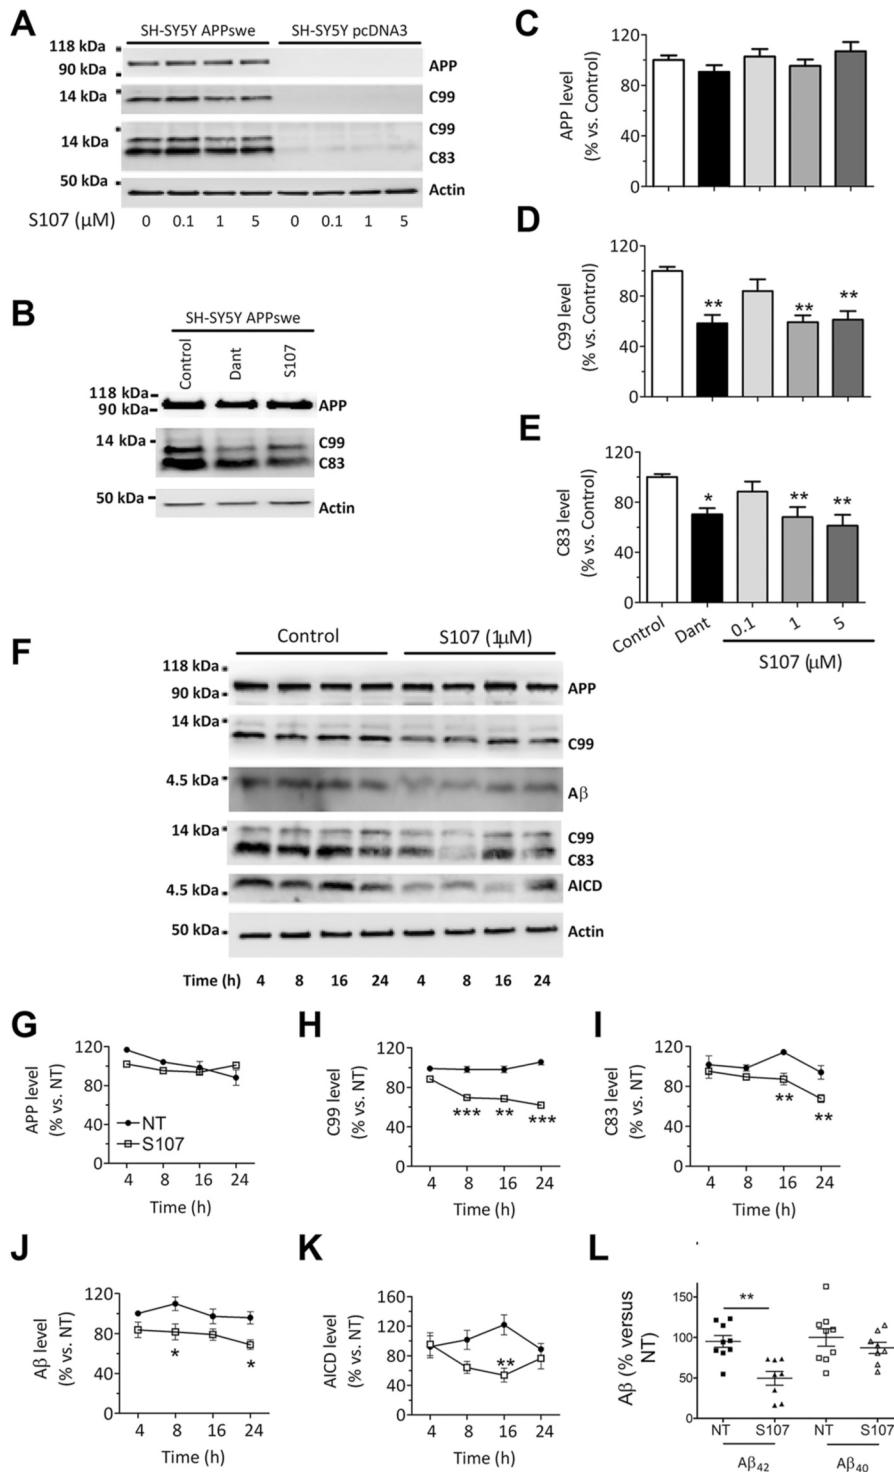 A
SH-SY5Y APPswe SH-SY5Y pcDNA3
118 kDa
90 kDa
APP
14 kDa
C99
C99
14 kDa
C83
50 kDa
Actin
S107 (μM) 0 0.1 1 5 0 0.1 1 5
B
SH-SY5Y APPswe
Control Dant S107
118 kDa
90 kDa
APP
14 kDa
C99
C83
50 kDa
Actin
C
APP level
(% vs. Control)
120
80
40
0
D
C99 level
(% vs. Control)
120
80
40
0
** ** **
E
C83 level
(% vs. Control)
120
80
40
0
* ** **
Control Dant 0.1 1 5
S107 (μM)
F
Control S107 (1μM)
118 kDa
90 kDa
APP
14 kDa
C99
4.5 kDa
Aβ
14 kDa
C99
C83
4.5 kDa
AICD
50 kDa
Actin
Time (h) 4 8 16 24 4 8 16 24
G
APP level
(% vs. NT)
120
80
40
0
NT
S107
4 8 16 24
Time (h)
H
C99 level
(% vs. NT)
120
80
40
0
*** ** ***
4 8 16 24
Time (h)
I
C83 level
(% vs. NT)
120
80
40
0
** **
4 8 16 24
Time (h)
J
Aβ level
(% vs. NT)
120
80
40
0
* *
4 8 16 24
Time (h)
K
AICD level
(% vs. NT)
160
120
80
40
0
**
4 8 16 24
Time (h)
L
Aβ (% versus
NT)
150
100
50
0
**
NT S107 NT S107
Aβ42 Aβ40